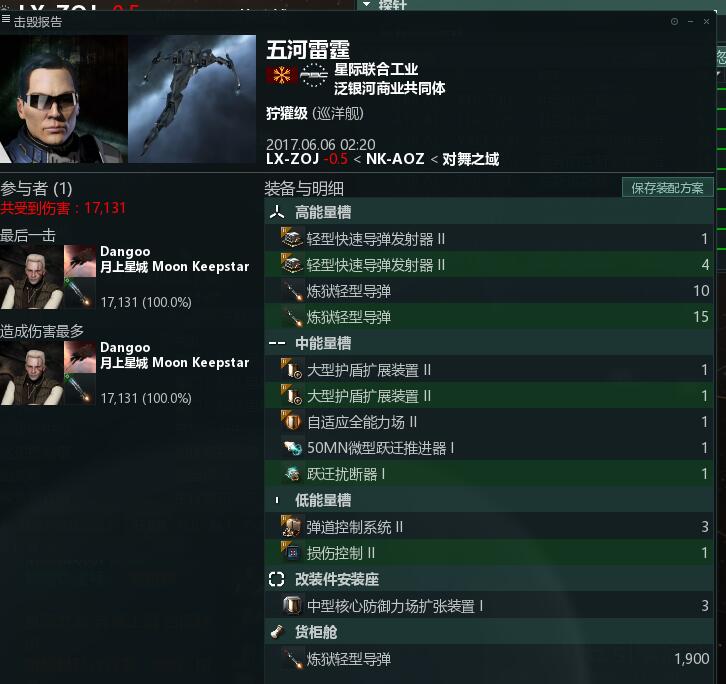 LX-ZOJ -0.5
探针
击毁报告
五河雷霆
星际联合工业
泛银河商业共同体
狞獾级 (巡洋舰)
2017.06.06 02:20
LX-ZOJ -0.5 < NK-AOZ < 对舞之域
参与者 (1)
共受到伤害：17,131
最后一击
Dangoo
月上星城 Moon Keepstar
17,131 (100.0%)
造成伤害最多
Dangoo
月上星城 Moon Keepstar
17,131 (100.0%)
装备与明细
保存装配方案
高能量槽
轻型快速导弹发射器 II 1
轻型快速导弹发射器 II 4
炼狱轻型导弹 10
炼狱轻型导弹 15
中能量槽
大型护盾扩展装置 II 1
大型护盾扩展装置 II 1
自适应全能力场 II 1
50MN微型跃迁推进器 I 1
跃迁扰断器 I 1
低能量槽
弹道控制系统 II 3
损伤控制 II 1
改装件安装座
中型核心防御力场扩张装置 I 3
货柜舱
炼狱轻型导弹 1,900